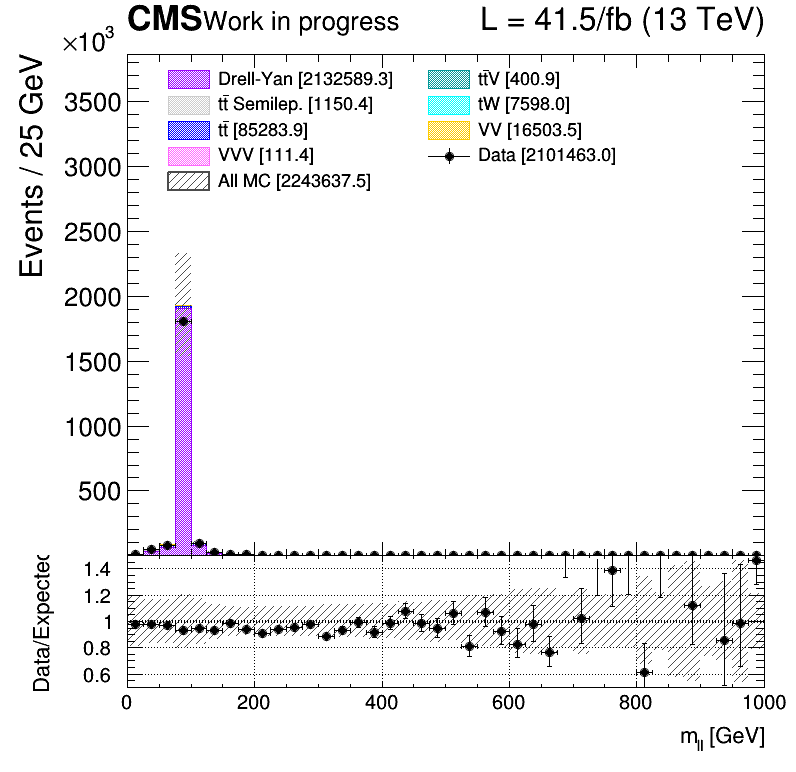 CMS Work in progress L = 41.5/fb (13 TeV)
×10³
Events / 25 GeV
Drell-Yan [2132589.3]
tt̄ Semilep. [1150.4]
tt̄ [85283.9]
VVV [111.4]
All MC [2243637.5]
tt̄V [400.9]
tW [7598.0]
VV [16503.5]
Data [2101463.0]
3500
3000
2500
2000
1500
1000
500
Data/Expected
1.4
1.2
1
0.8
0.6
0 200 400 600 800 1000
m_ll [GeV]